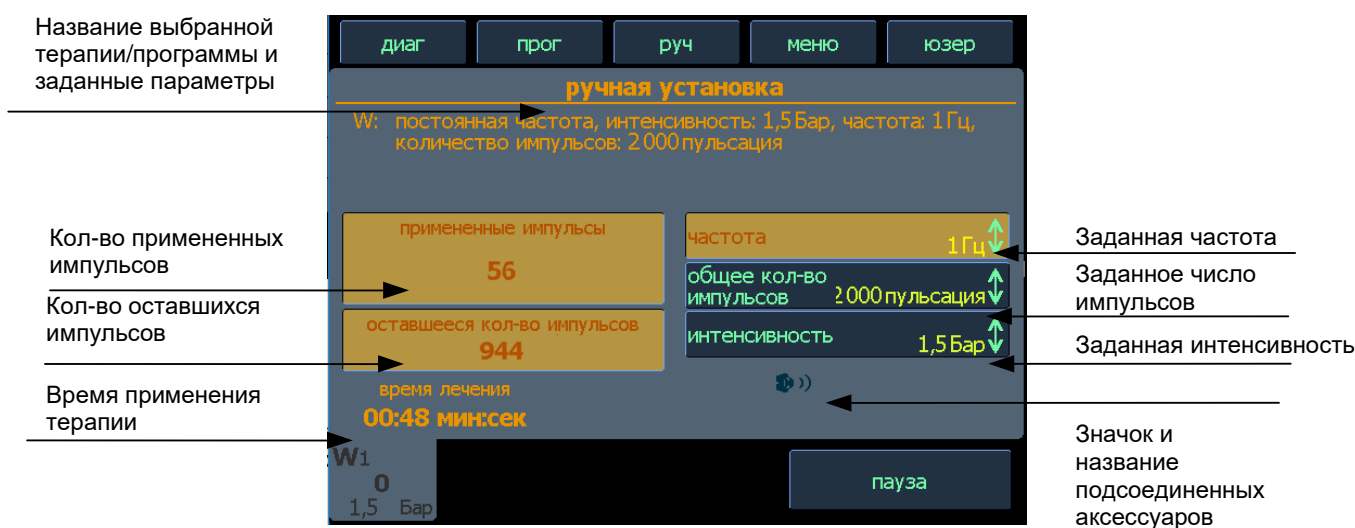 Название выбранной
терапии/программы и
заданные параметры
диаг
прог
руч
меню
юзер
ручная установка
W: постоянная частота, интенсивность: 1,5 Бар, частота: 1 Гц,
количество импульсов: 2 000 пульсация
Кол-во примененных
импульсов
Кол-во оставшихся
импульсов
Время применения
терапии
примененные импульсы
56
оставшееся кол-во импульсов
944
время лечения
00:48 мин:сек
частота
1 Гц
общее кол-во
импульсов 2 000 пульсация
интенсивность
1,5 Бар
Заданная частота
Заданное число
импульсов
Заданная интенсивность
Значок и
название
подсоединенных
аксессуаров
W1
0
1,5 Бар
пауза